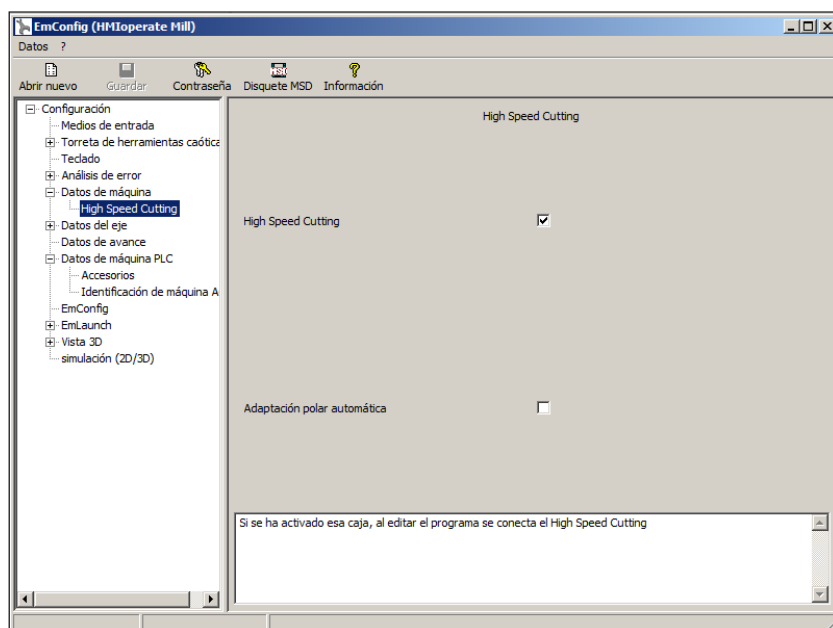 EmConfig (HMIoperate Mill)
Datos ?
Abrir nuevo Guardar Contraseña Disquete MSD Información
Configuración
Medios de entrada
Torreta de herramientas caótica
Teclado
Análisis de error
Datos de máquina
High Speed Cutting
Datos del eje
Datos de avance
Datos de máquina PLC
Accesorios
Identificación de máquina A
EmConfig
EmLaunch
Vista 3D
simulación (2D/3D)
High Speed Cutting
High Speed Cutting
Adaptación polar automática
Si se ha activado esa caja, al editar el programa se conecta el High Speed Cutting